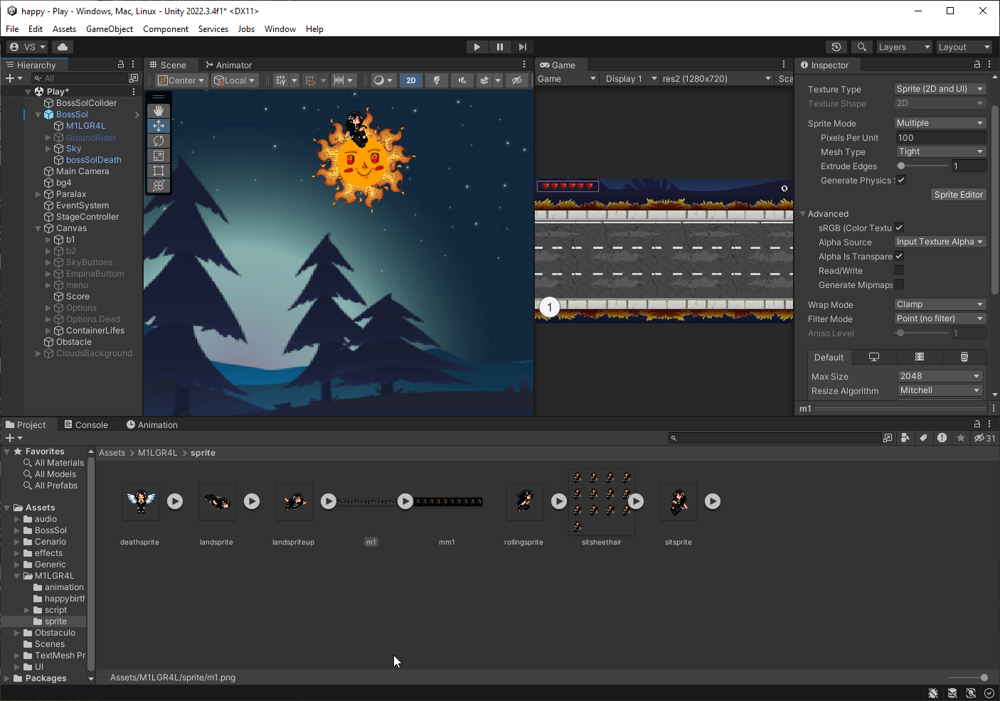 happy - Play - Windows, Mac, Linux - Unity 2022.3.4f1* <DX11>
File Edit Assets GameObject Component Services Jobs Window Help
VS
Layers
Layout
Hierarchy
All
Play*
BossSolColider
BossSol
M1LGR4L
GroundRider
Sky
bossSolDeath
Main Camera
bg4
Paralax
EventSystem
StageController
Canvas
b1
b2
SkyButtons
EmpinaButtom
menu
Score
Options
Options Dead
ContainerLifes
Obstacle
CloudsBackground
Scene
Animator
Center
Local
2D
Game
Game
Display 1
res2 (1280x720)
Sca
0
1
Inspector
Texture Type
Sprite (2D and UI)
Texture Shape
2D
Sprite Mode
Multiple
Pixels Per Unit
100
Mesh Type
Tight
Extrude Edges
1
Generate Physics S
Sprite Editor
Advanced
sRGB (Color Textu
Alpha Source
Input Texture Alpha
Alpha Is Transpare
Read/Write
Generate Mipmaps
Wrap Mode
Clamp
Filter Mode
Point (no filter)
Aniso Level
1
Default
Max Size
2048
Resize Algorithm
Mitchell
m1
Project
Console
Animation
31
Favorites
All Materials
All Models
All Prefabs
Assets
audio
BossSol
Cenario
effects
Generic
M1LGR4L
animation
happybirth
script
sprite
Obstaculo
Scenes
TextMesh Pr
UI
Packages
Assets > M1LGR4L > sprite
deathsprite
landsprite
landspriteup
m1
mm1
rollingsprite
sitsheethair
sitsprite
Assets/M1LGR4L/sprite/m1.png